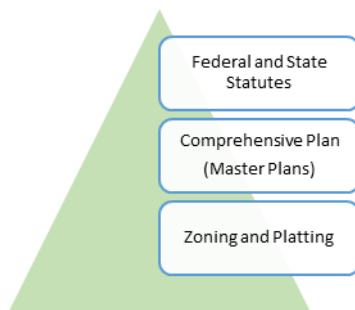 Federal and State
Statutes
Comprehensive Plan
(Master Plans)
Zoning and Platting